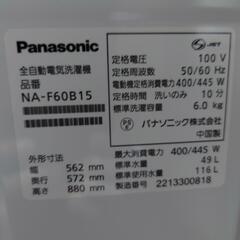 Panasonic
全自動電気洗濯機
品番
NA-F60B15
外形寸法
幅 562 mm
奥行 572 mm
高さ 880 mm
JET
定格電圧 100 V
定格周波数 50/60 Hz
電動機定格消費電力 400/445 W
定格時間 洗いのみ 10分
標準洗濯容量 6.0 kg
PS E
パナソニック株式会社
中国製
最大消費電力 400/445 W
標準水量 49 L
標準使用水量 116 L
製造番号 2213300818